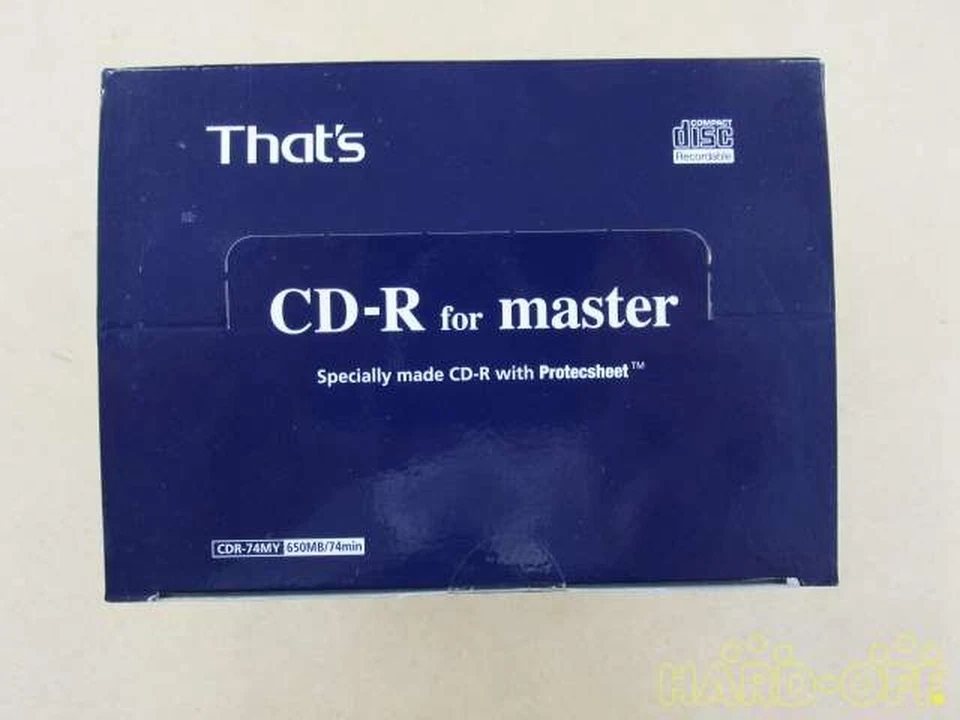 That's
COMPACT
disc
Recordable
CD-R for master
Specially made CD-R with Protecsheet™
CDR-74MY 650MB/74min
HARD-OFF